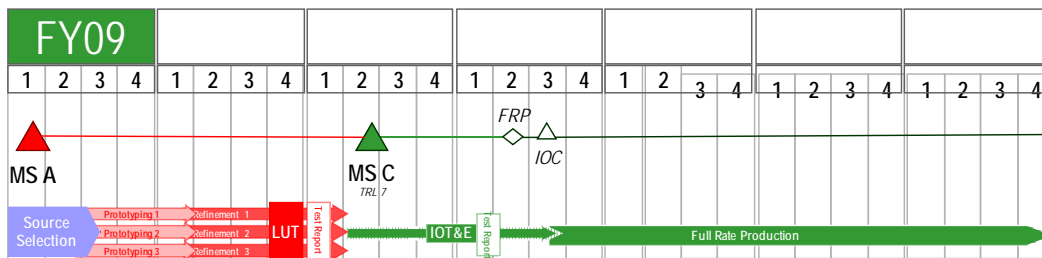 FY09
1 2 3 4 1 2 3 4 1 2 3 4 1 2 3 4 1 2 3 4 1 2 3 4 1 2 3 4
FRP
IOC
MS A
MS C
TRL 7
Source
Selection
Prototyping 1
Refinement 1
Prototyping 2
Refinement 2
Prototyping 3
Refinement 3
LUT
Test Report
IOT&E
Test Report
Full Rate Production